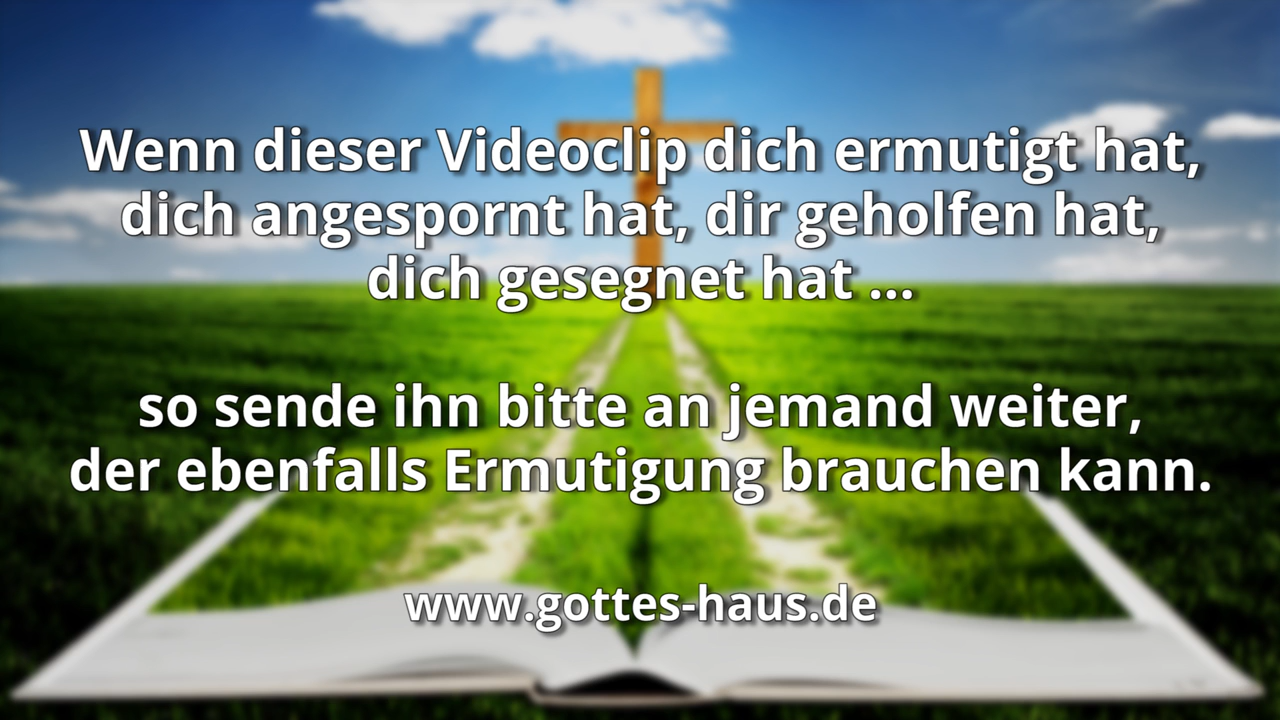 Wenn dieser Videoclip dich ermutigt hat,
dich angespornt hat, dir geholfen hat,
dich gesegnet hat ...
so sende ihn bitte an jemand weiter,
der ebenfalls Ermutigung brauchen kann.
www.gottes-haus.de